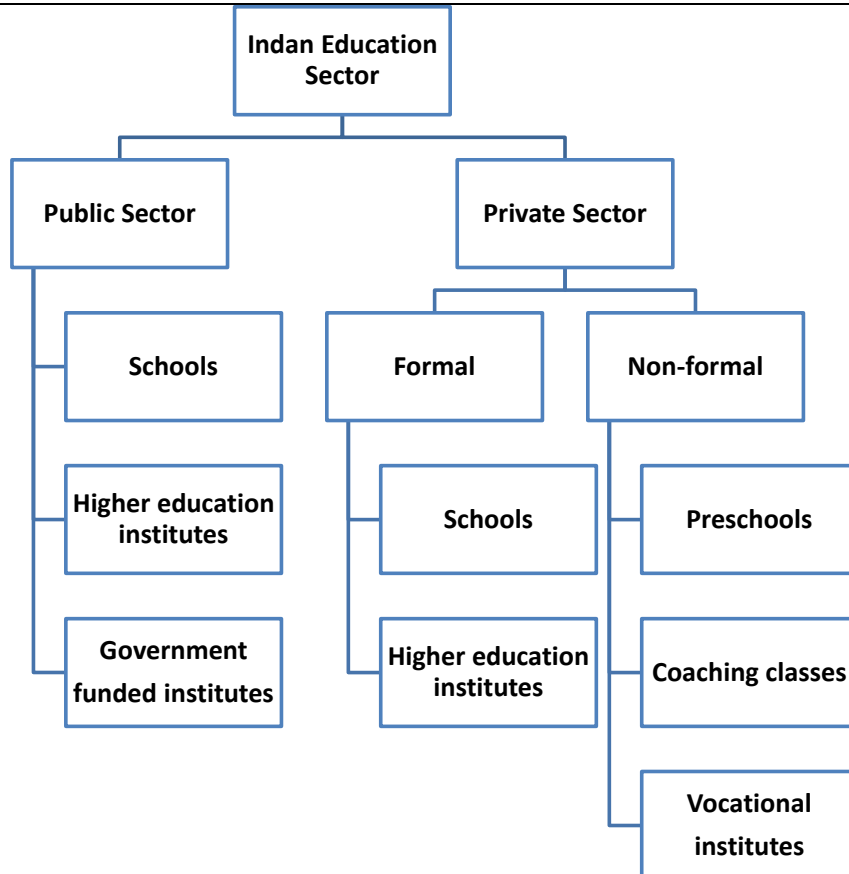 Indan Education
Sector
Public Sector
Private Sector
Schools
Formal
Non-formal
Higher education
institutes
Schools
Preschools
Government
funded institutes
Higher education
institutes
Coaching classes
Vocational
institutes